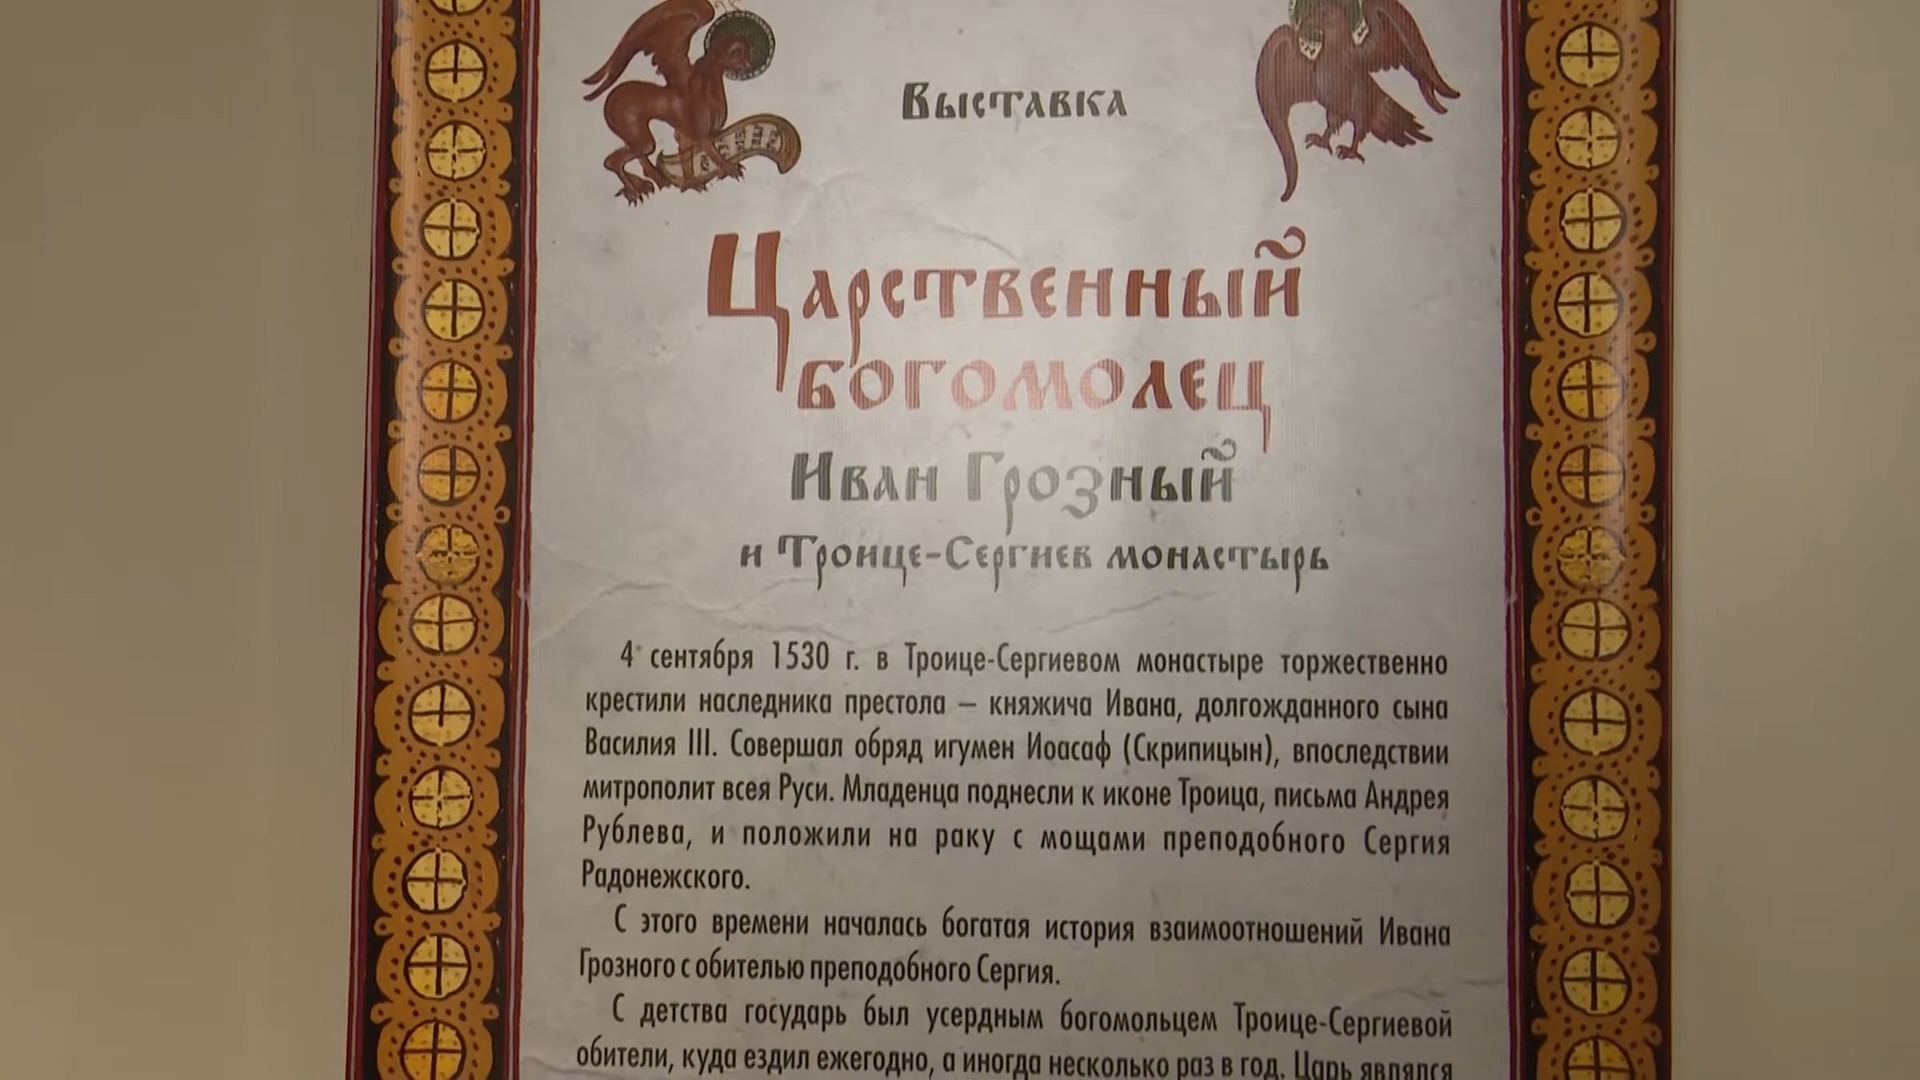 Выставка
Царственный
богомолец
Иван Грозный
и Троице-Сергиев монастырь
4 сентября 1530 г. в Троице-Сергиевом монастыре торжественно
крестили наследника престола – княжича Ивана, долгожданного сына
Василия III. Совершал обряд игумен Иоасаф (Скрипицын), впоследствии
митрополит всея Руси. Младенца поднесли к иконе Троица, письма Андрея
Рублева, и положили на раку с мощами преподобного Сергия
Радонежского.
С этого времени началась богатая история взаимоотношений Ивана
Грозного с обителью преподобного Сергия.
С детства государь был усердным богомольцем Троице-Сергиевой
обители, куда ездил ежегодно, а иногда несколько раз в год. Царь являлся